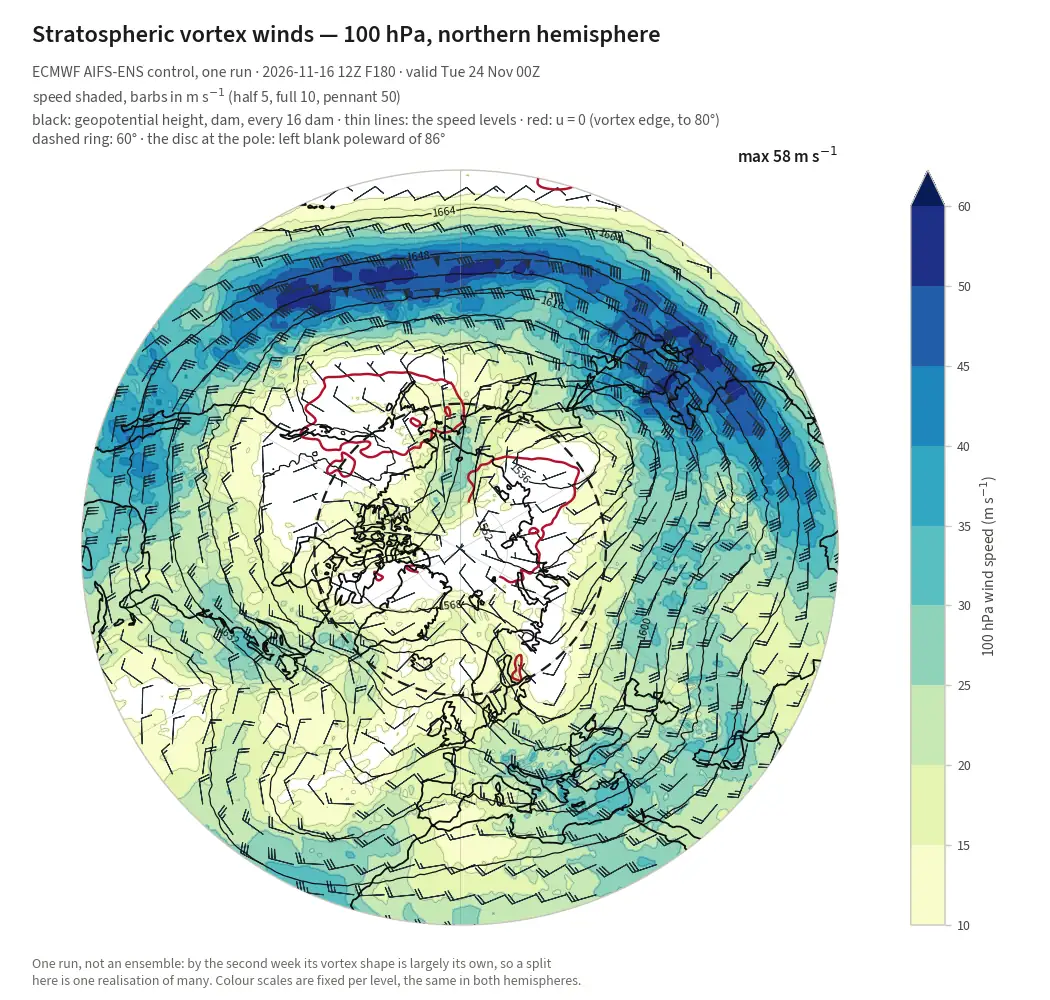 Stratospheric vortex winds — 100 hPa, northern hemisphere
ECMWF AIFS-ENS control, one run · 2026-11-16 12Z F180 · valid Tue 24 Nov 00Z
speed shaded, barbs in m s⁻¹ (half 5, full 10, pennant 50)
black: geopotential height, dam, every 16 dam · thin lines: the speed levels · red: u = 0 (vortex edge, to 80°)
dashed ring: 60° · the disc at the pole: left blank poleward of 86°
max 58 m s⁻¹
1664
1648
1616
1536
1552
1568
1600
1632
60
50
45
40
35
30
25
20
15
10
100 hPa wind speed (m s⁻¹)
One run, not an ensemble: by the second week its vortex shape is largely its own, so a split
here is one realisation of many. Colour scales are fixed per level, the same in both hemispheres.